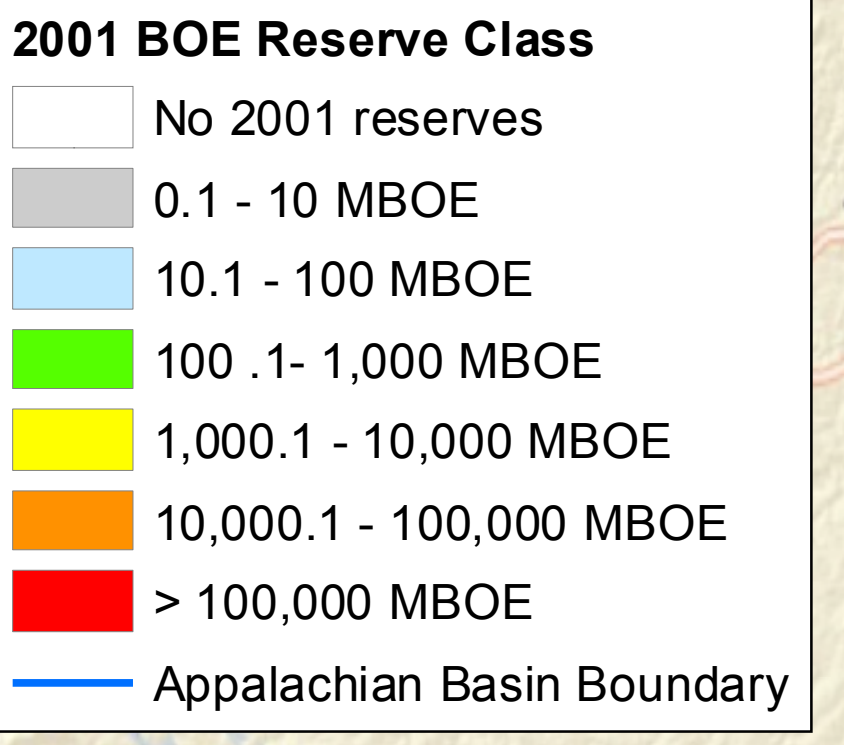 2001 BOE Reserve Class
No 2001 reserves
0.1 - 10 MBOE
10.1 - 100 MBOE
100 .1- 1,000 MBOE
1,000.1 - 10,000 MBOE
10,000.1 - 100,000 MBOE
> 100,000 MBOE
Appalachian Basin Boundary